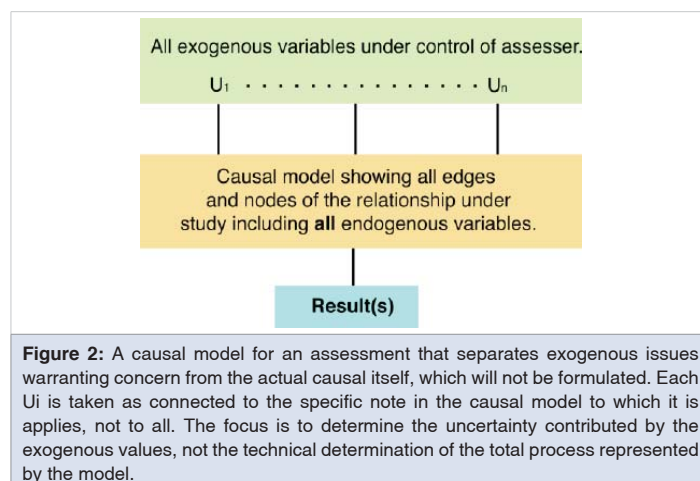 All exogenous variables under control of assesser.
U1 . . . . . . . . . . . . . . . Un
Causal model showing all edges
and nodes of the relationship under
study including all endogenous variables.
Result(s)
Figure 2: A causal model for an assessment that separates exogenous issues
warranting concern from the actual causal itself, which will not be formulated. Each
Ui is taken as connected to the specific note in the causal model to which it is
applies, not to all. The focus is to determine the uncertainty contributed by the
exogenous values, not the technical determination of the total process represented
by the model.